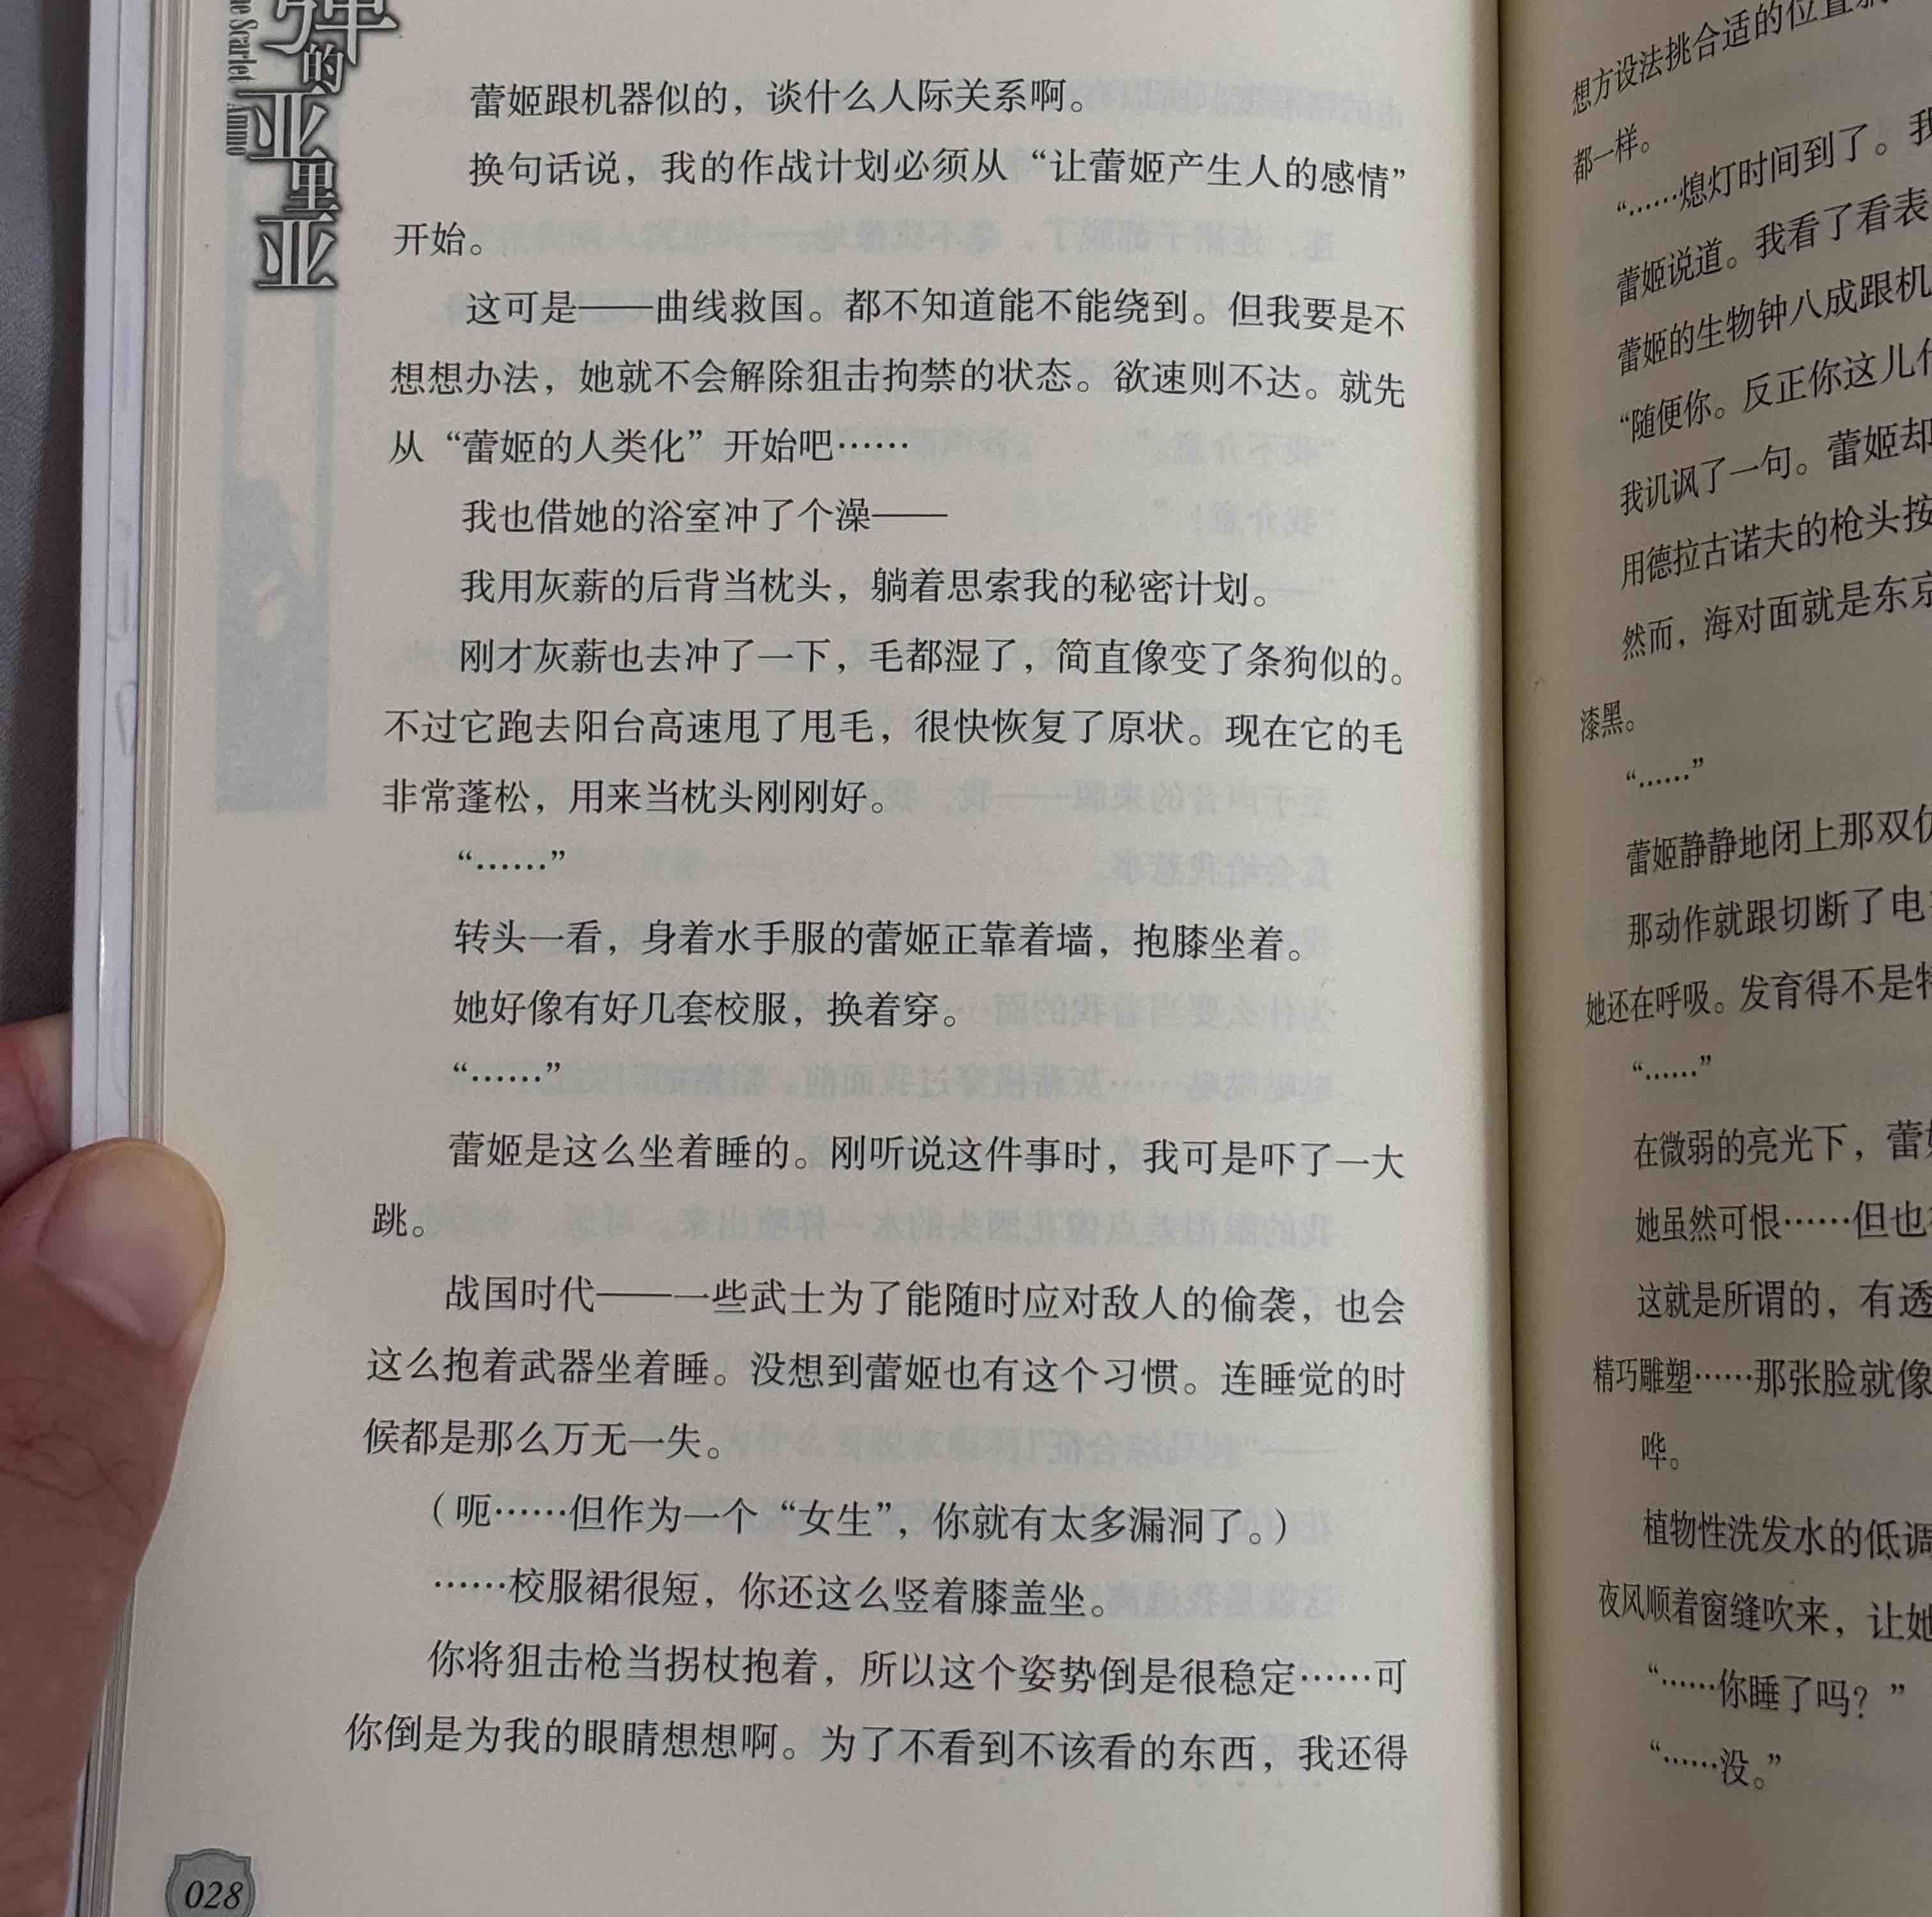 弹的亚里亚
the Scarlet Ammo
蕾姬跟机器似的，谈什么人际关系啊。
换句话说，我的作战计划必须从“让蕾姬产生人的感情”
开始。
这可是——曲线救国。都不知道能不能绕到。但我要是不
想想办法，她就不会解除狙击拘禁的状态。欲速则不达。就先
从“蕾姬的人类化”开始吧……
我也借她的浴室冲了个澡——
我用灰薪的后背当枕头，躺着思索我的秘密计划。
刚才灰薪也去冲了一下，毛都湿了，简直像变了条狗似的。
不过它跑去阳台高速甩了甩毛，很快恢复了原状。现在它的毛
非常蓬松，用来当枕头刚刚好。
“……”
转头一看，身着水手服的蕾姬正靠着墙，抱膝坐着。
她好像有好几套校服，换着穿。
“……”
蕾姬是这么坐着睡的。刚听说这件事时，我可是吓了一大
跳。
战国时代——一些武士为了能随时应对敌人的偷袭，也会
这么抱着武器坐着睡。没想到蕾姬也有这个习惯。连睡觉的时
候都是那么万无一失。
（呃……但作为一个“女生”，你就有太多漏洞了。）
……校服裙很短，你还这么竖着膝盖坐。
你将狙击枪当拐杖抱着，所以这个姿势倒是很稳定……可
你倒是为我的眼睛想想啊。为了不看到不该看的东西，我还得
028
想方设法挑合适的位置
都一样。
“……熄灯时间到了。我
蕾姬说道。我看了看表
蕾姬的生物钟八成跟机
“随便你。反正你这儿什
我讥讽了一句。蕾姬却
用德拉古诺夫的枪头按
然而，海对面就是东京
漆黑。
“……”
蕾姬静静地闭上那双仿
那动作就跟切断了电
她还在呼吸。发育得不是特
“……”
在微弱的亮光下，蕾姬
她虽然可恨……但也
这就是所谓的，有透
精巧雕塑……那张脸就像
哗。
植物性洗发水的低调
夜风顺着窗缝吹来，让她
“……你睡了吗？”
“……没。”